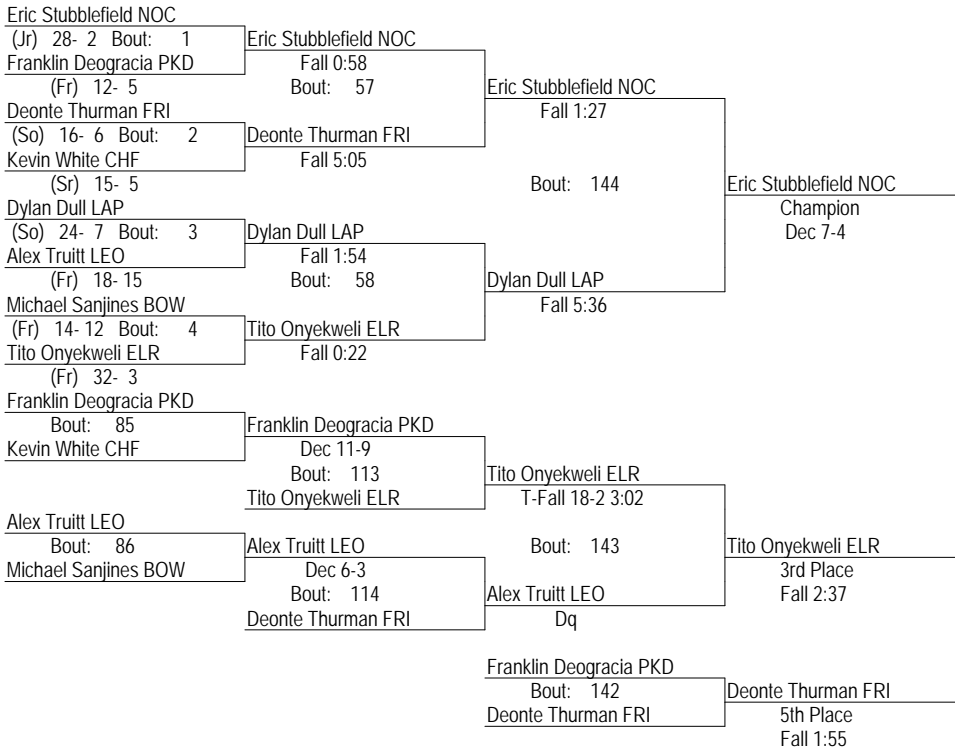 Eric Stubblefield NOC
(Jr) 28- 2 Bout: 1 Eric Stubblefield NOC
Franklin Deogracia PKD Fall 0:58
(Fr) 12- 5 Bout: 57 Eric Stubblefield NOC
Deonte Thurman FRI Fall 1:27
(So) 16- 6 Bout: 2 Deonte Thurman FRI
Kevin White CHF Fall 5:05
(Sr) 15- 5 Bout: 144 Eric Stubblefield NOC
Dylan Dull LAP Champion
(So) 24- 7 Bout: 3 Dylan Dull LAP Dec 7-4
Alex Truitt LEO Fall 1:54
(Fr) 18- 15 Bout: 58 Dylan Dull LAP
Michael Sanjines BOW Fall 5:36
(Fr) 14- 12 Bout: 4 Tito Onyekweli ELR
Tito Onyekweli ELR Fall 0:22
(Fr) 32- 3
Franklin Deogracia PKD
Bout: 85 Franklin Deogracia PKD
Kevin White CHF Dec 11-9
Bout: 113 Tito Onyekweli ELR
Tito Onyekweli ELR T-Fall 18-2 3:02
Alex Truitt LEO
Bout: 86 Alex Truitt LEO Bout: 143 Tito Onyekweli ELR
Michael Sanjines BOW Dec 6-3 3rd Place
Bout: 114 Alex Truitt LEO Fall 2:37
Deonte Thurman FRI Dq
Franklin Deogracia PKD
Bout: 142 Deonte Thurman FRI
Deonte Thurman FRI 5th Place
Fall 1:55